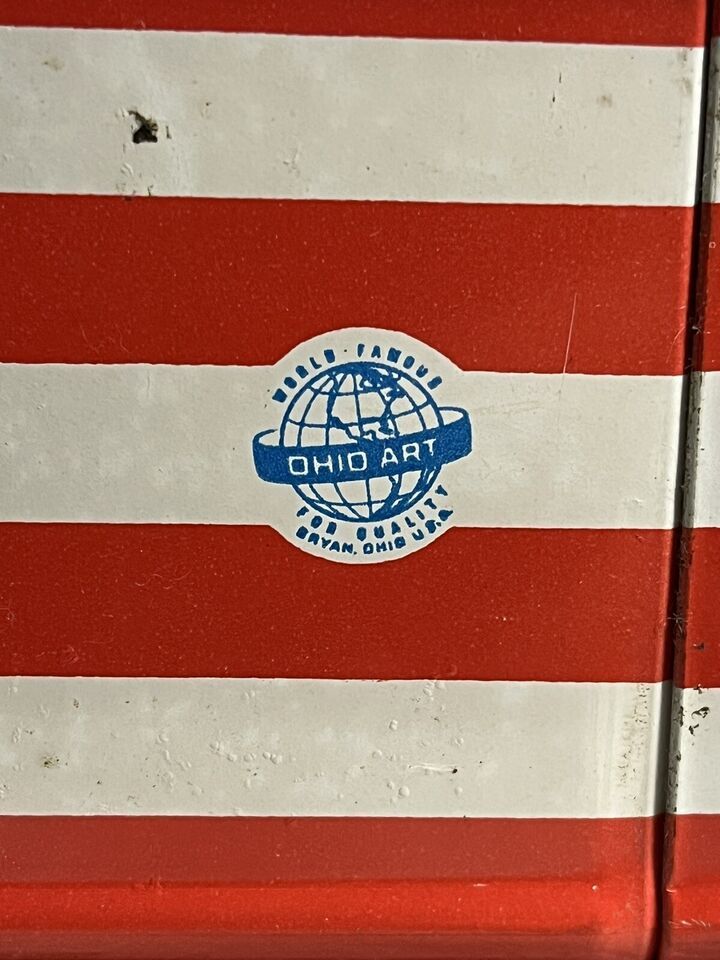 WORLD FAMOUS
OHIO ART
FOR QUALITY
BRYAN, OHIO U.S.A.